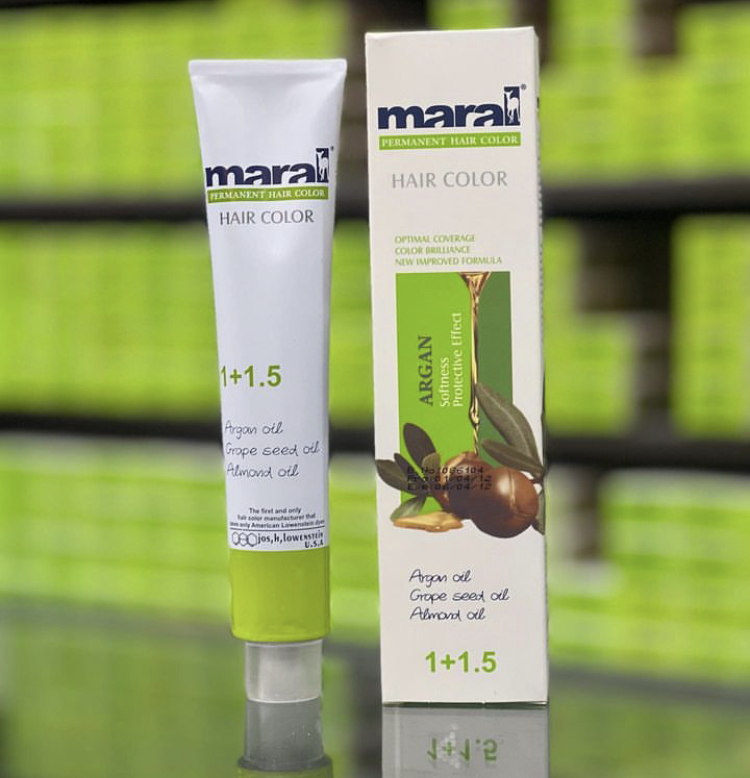 maral®
PERMANENT HAIR COLOR
HAIR COLOR
1+1.5
Argan oil
Grape seed oil
Almond oil
The first and only
hair color manufacturer that
uses only American Lowenstein dyes
jos,h,lowenstein
U.S.A
maral®
PERMANENT HAIR COLOR
HAIR COLOR
OPTIMAL COVERAGE
COLOR BRILLIANCE
NEW IMPROVED FORMULA
ARGAN
Softness
Protective Effect
Argan oil
Grape seed oil
Almond oil
1+1.5